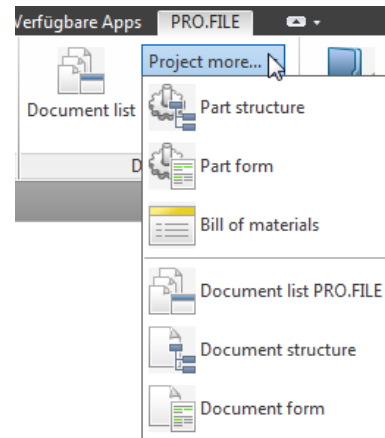 Verfügbare Apps PRO.FILE
Project more...
Document list
Part structure
D
Part form
Bill of materials
Document list PRO.FILE
Document structure
Document form